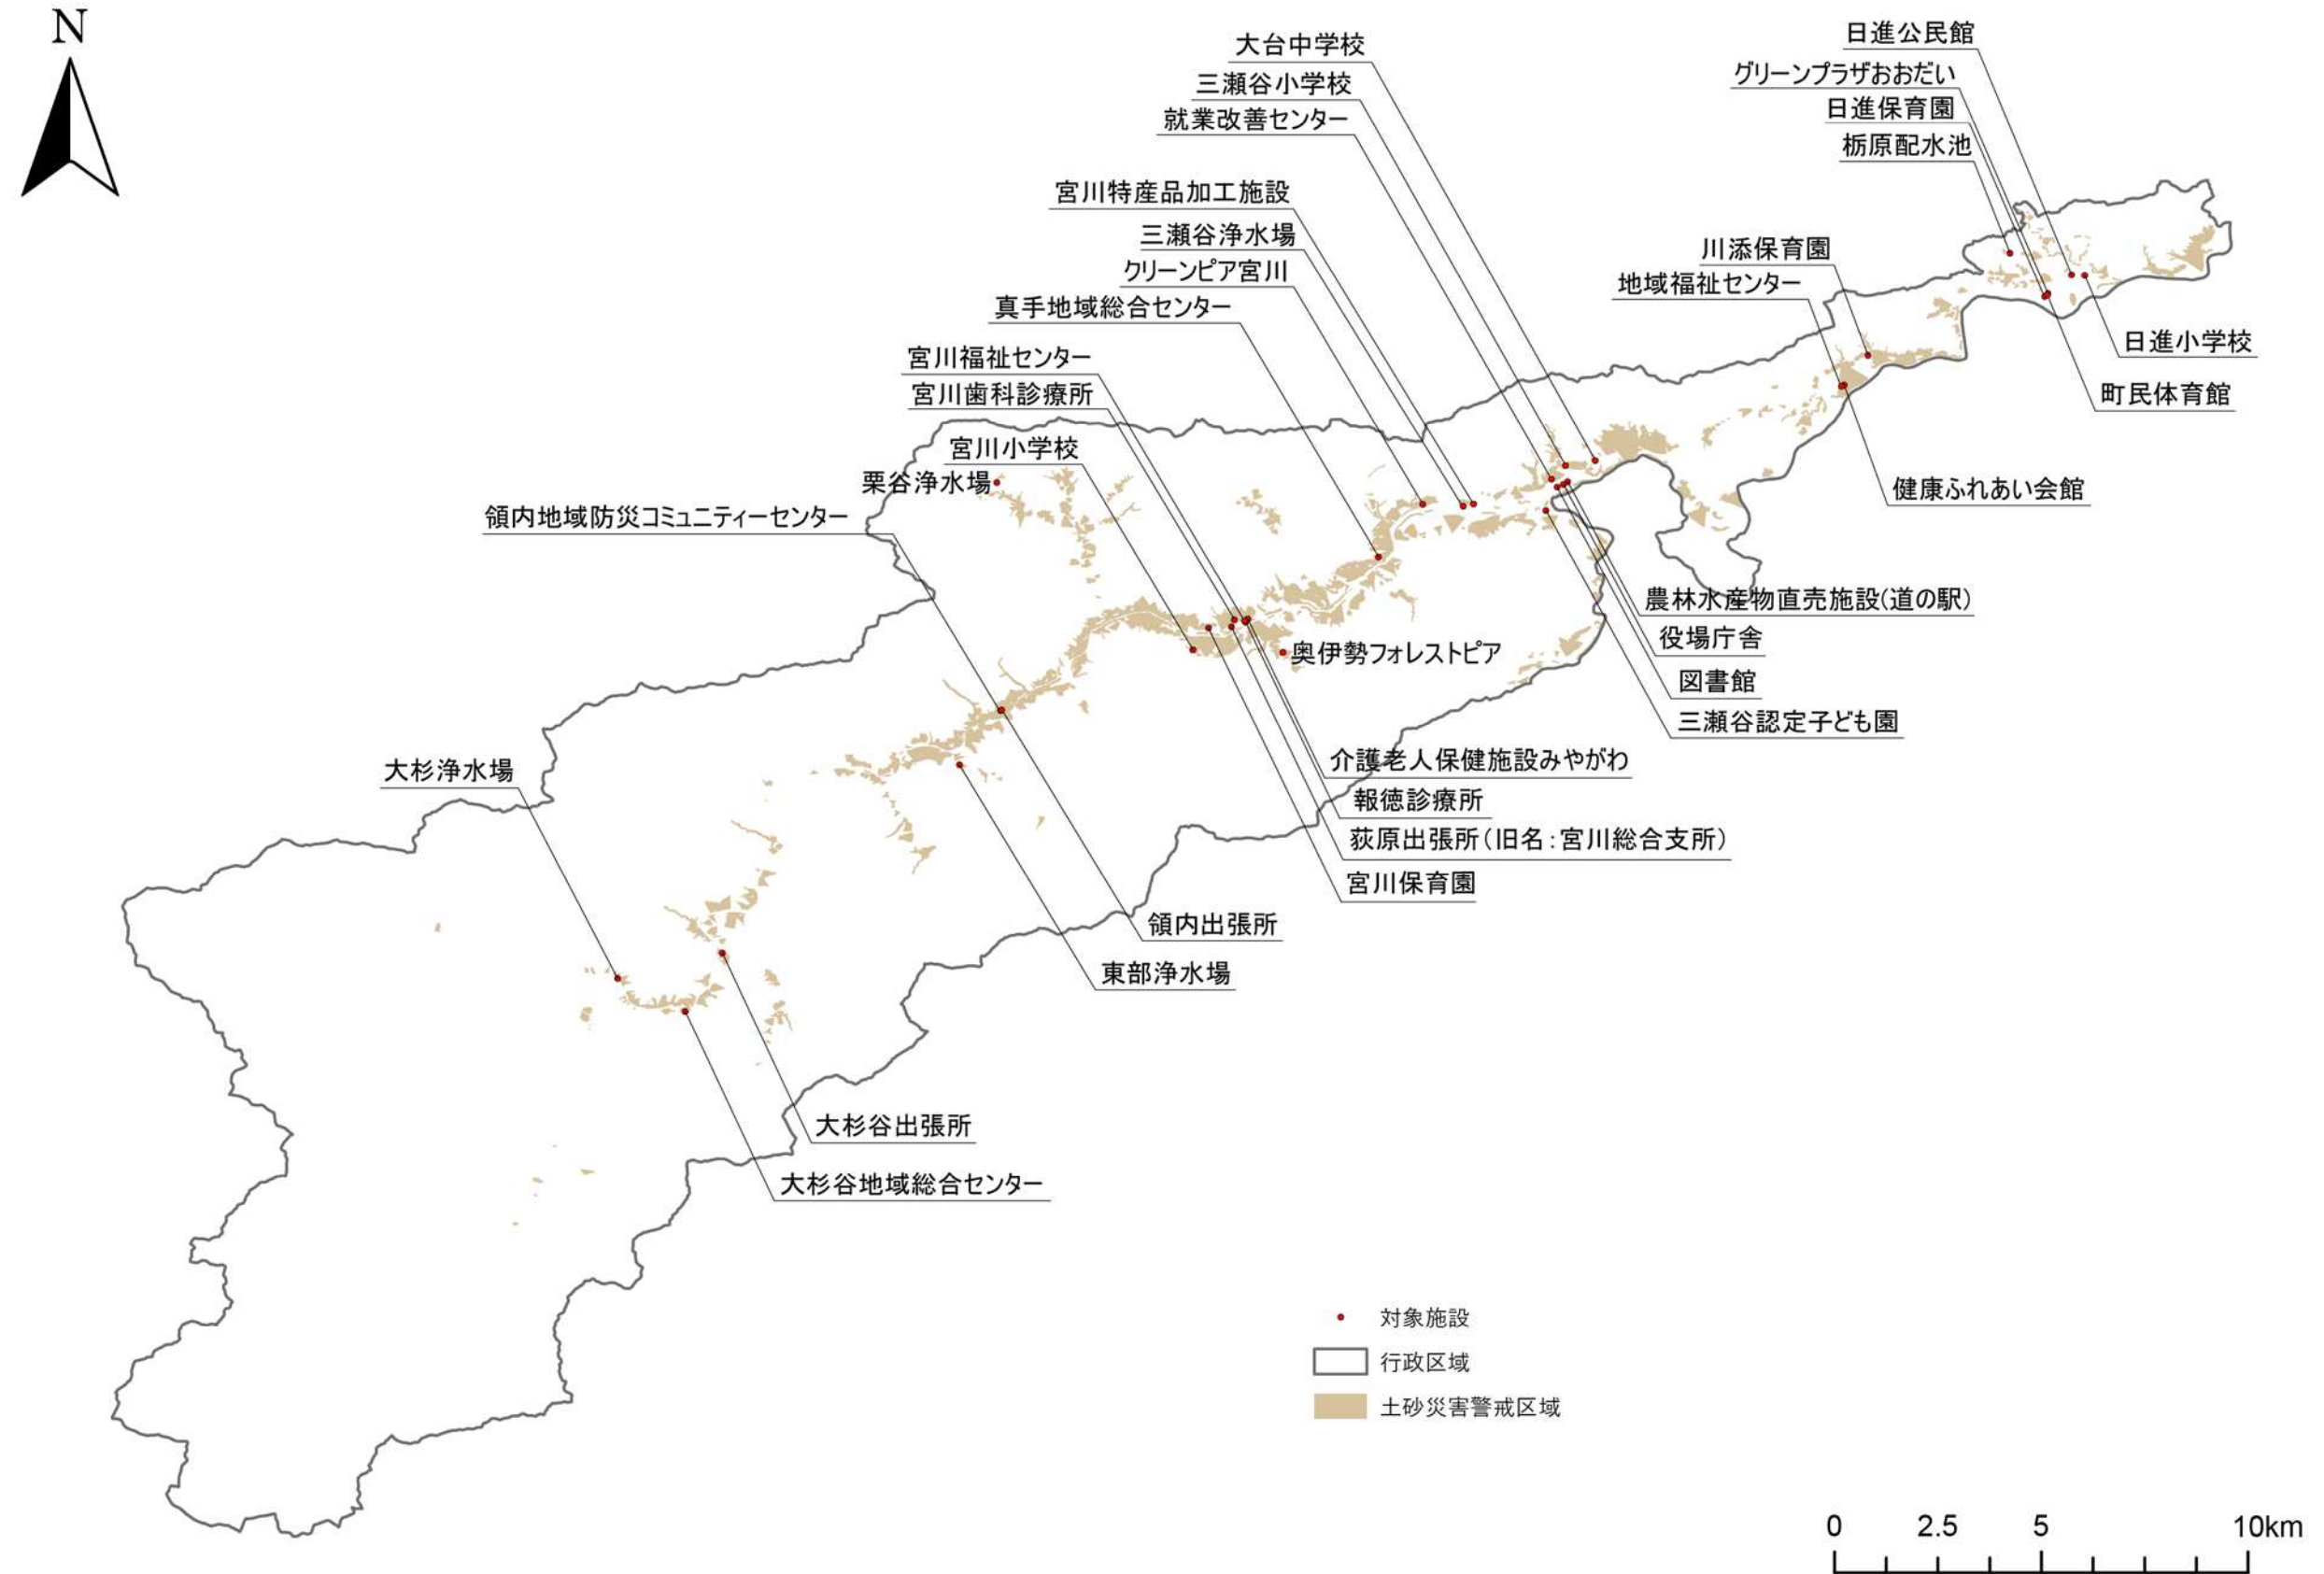 N
日進公民館
大台中学校
グリーンプラザおおだい
三瀬谷小学校
日進保育園
就業改善センター
栃原配水池
宮川特産品加工施設
三瀬谷浄水場
川添保育園
クリーンピア宮川
地域福祉センター
真手地域総合センター
日進小学校
宮川福祉センター
宮川歯科診療所
町民体育館
宮川小学校
栗谷浄水場
健康ふれあい会館
領内地域防災コミュニティーセンター
農林水産物直売施設(道の駅)
役場庁舎
奥伊勢フォレストピア
図書館
三瀬谷認定子ども園
介護老人保健施設みやがわ
大杉浄水場
報徳診療所
荻原出張所(旧名:宮川総合支所)
宮川保育園
領内出張所
東部浄水場
大杉谷出張所
大杉谷地域総合センター
対象施設
行政区域
土砂災害警戒区域
0 2.5 5 10km